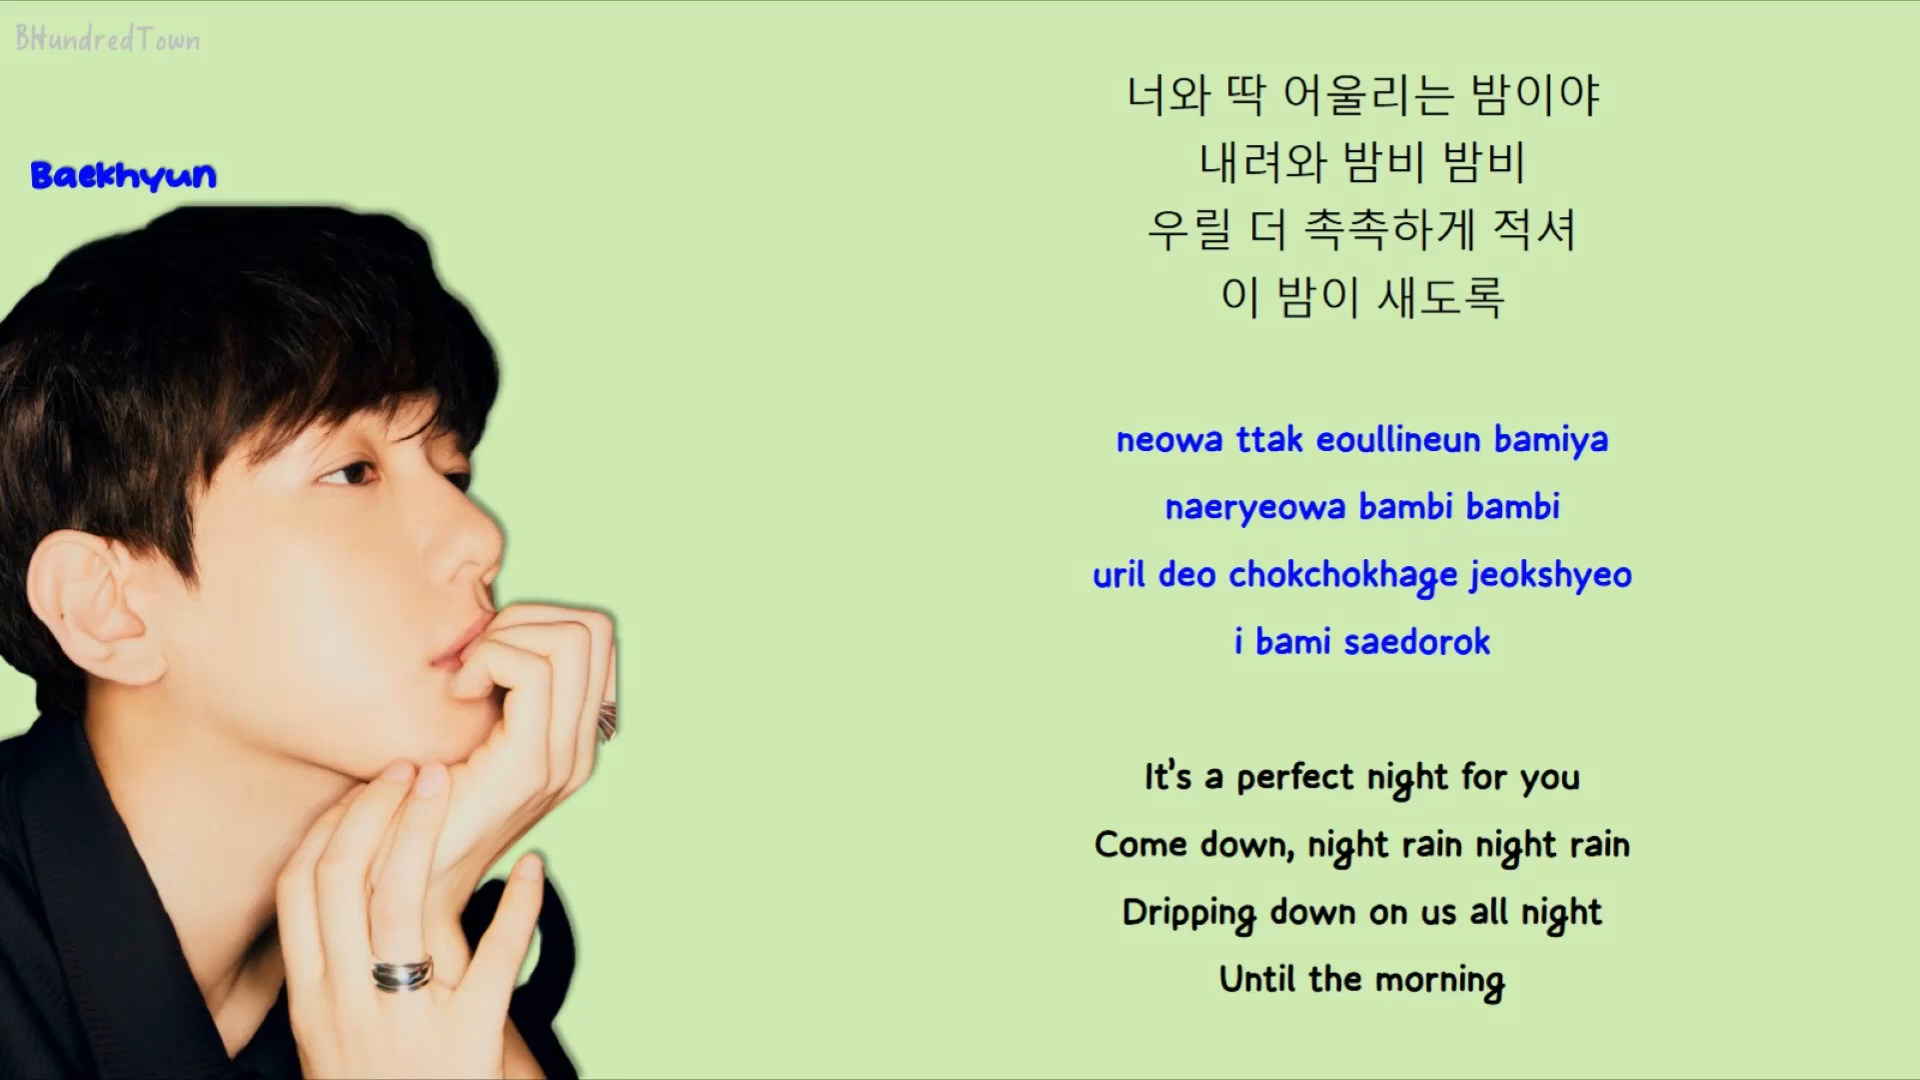 BHundredTown
Baekhyun
너와 딱 어울리는 밤이야
내려와 밤비 밤비
우릴 더 촉촉하게 적셔
이 밤이 새도록
neowa ttak eoullineun bamiya
naeryeowa bambi bambi
uril deo chokchokhage jeokshyeo
i bami saedorok
It's a perfect night for you
Come down, night rain night rain
Dripping down on us all night
Until the morning